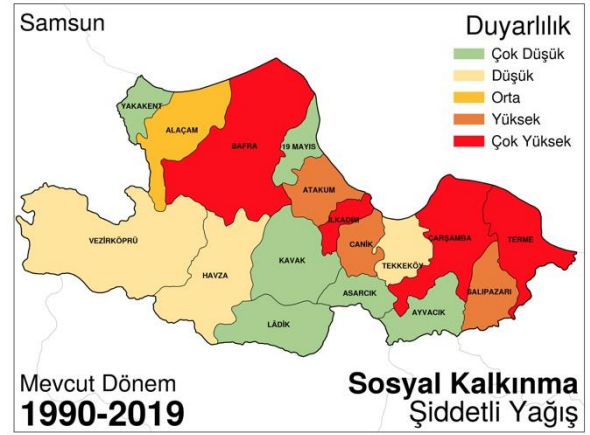 Samsun
Duyarlılık
Çok Düşük
Düşük
Orta
Yüksek
Çok Yüksek
YAKAKENT
ALAÇAM
BAFRA
19 MAYIS
ATAKUM
İLKADIM
CANİK
TEKKEKÖY
ÇARŞAMBA
TERME
VEZİRKÖPRÜ
HAVZA
KAVAK
ASARCIK
SALIPAZARI
LÂDİK
AYVACIK
Mevcut Dönem
1990-2019
Sosyal Kalkınma
Şiddetli Yağış